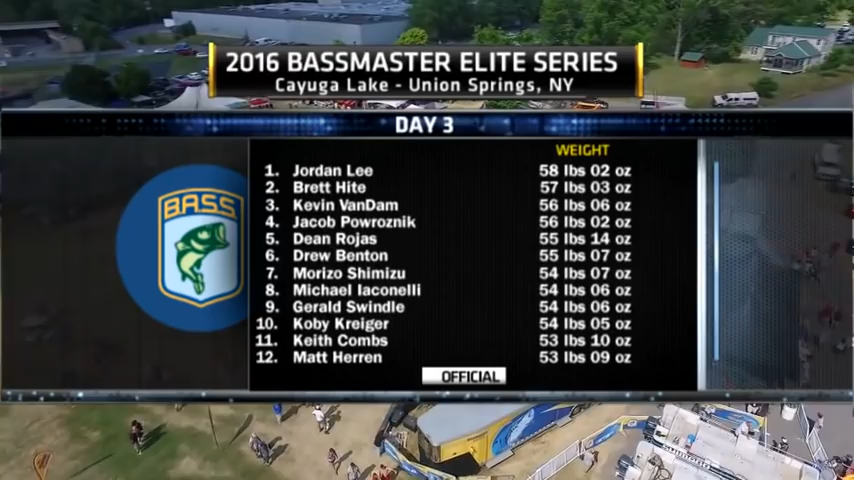 2016 BASSMASTER ELITE SERIES
Cayuga Lake - Union Springs, NY
DAY 3
WEIGHT
1. Jordan Lee 58 lbs 02 oz
2. Brett Hite 57 lbs 03 oz
3. Kevin VanDam 56 lbs 06 oz
4. Jacob Powroznik 56 lbs 02 oz
5. Dean Rojas 55 lbs 14 oz
6. Drew Benton 55 lbs 07 oz
7. Morizo Shimizu 54 lbs 07 oz
8. Michael Iaconelli 54 lbs 06 oz
9. Gerald Swindle 54 lbs 06 oz
10. Koby Kreiger 54 lbs 05 oz
11. Keith Combs 53 lbs 10 oz
12. Matt Herren 53 lbs 09 oz
B.A.S.S.
OFFICIAL